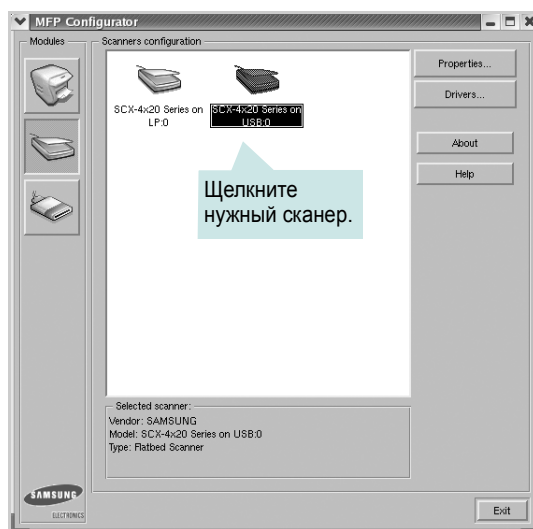 MFP Configurator
Modules
Scanners configuration
SCX-4x20 Series on
LP:0
SCX-4x20 Series on
USB:0
Щелкните
нужный сканер.
Properties...
Drivers...
About
Help
Selected scanner:
Vendor: SAMSUNG
Model: SCX-4x20 Series on USB:0
Type: Flatbed Scanner
SAMSUNG
ELECTRONICS
Exit